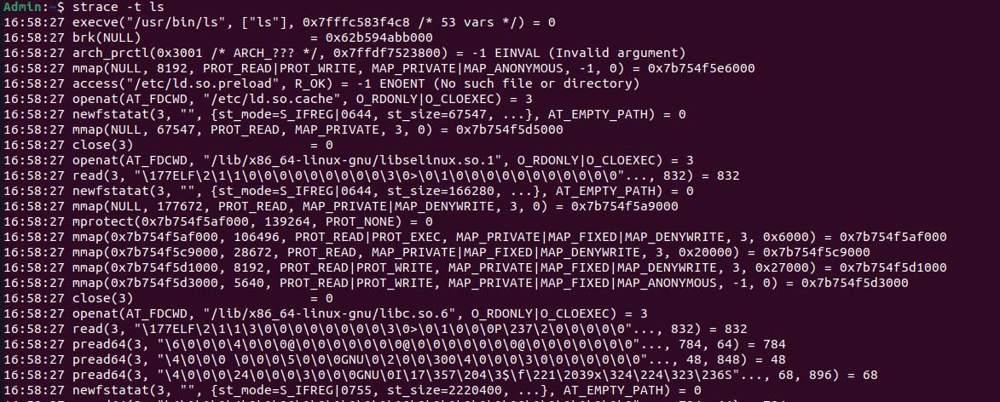 Admin:~$ strace -t ls
16:58:27 execve("/usr/bin/ls", ["ls"], 0x7fffc583f4c8 /* 53 vars */) = 0
16:58:27 brk(NULL)                         = 0x62b594abb000
16:58:27 arch_prctl(0x3001 /* ARCH_??? */, 0x7ffdf7523800) = -1 EINVAL (Invalid argument)
16:58:27 mmap(NULL, 8192, PROT_READ|PROT_WRITE, MAP_PRIVATE|MAP_ANONYMOUS, -1, 0) = 0x7b754f5e6000
16:58:27 access("/etc/ld.so.preload", R_OK) = -1 ENOENT (No such file or directory)
16:58:27 openat(AT_FDCWD, "/etc/ld.so.cache", O_RDONLY|O_CLOEXEC) = 3
16:58:27 newfstatat(3, "", {st_mode=S_IFREG|0644, st_size=67547, ...}, AT_EMPTY_PATH) = 0
16:58:27 mmap(NULL, 67547, PROT_READ, MAP_PRIVATE, 3, 0) = 0x7b754f5d5000
16:58:27 close(3)                          = 0
16:58:27 openat(AT_FDCWD, "/lib/x86_64-linux-gnu/libselinux.so.1", O_RDONLY|O_CLOEXEC) = 3
16:58:27 read(3, "\177ELF\2\1\1\0\0\0\0\0\0\0\0\0\3\0>\0\1\0\0\0\0\0\0\0\0\0\0\0"..., 832) = 832
16:58:27 newfstatat(3, "", {st_mode=S_IFREG|0644, st_size=166280, ...}, AT_EMPTY_PATH) = 0
16:58:27 mmap(NULL, 177672, PROT_READ, MAP_PRIVATE|MAP_DENYWRITE, 3, 0) = 0x7b754f5a9000
16:58:27 mprotect(0x7b754f5af000, 139264, PROT_NONE) = 0
16:58:27 mmap(0x7b754f5af000, 106496, PROT_READ|PROT_EXEC, MAP_PRIVATE|MAP_FIXED|MAP_DENYWRITE, 3, 0x6000) = 0x7b754f5af000
16:58:27 mmap(0x7b754f5c9000, 28672, PROT_READ, MAP_PRIVATE|MAP_FIXED|MAP_DENYWRITE, 3, 0x20000) = 0x7b754f5c9000
16:58:27 mmap(0x7b754f5d1000, 8192, PROT_READ|PROT_WRITE, MAP_PRIVATE|MAP_FIXED|MAP_DENYWRITE, 3, 0x27000) = 0x7b754f5d1000
16:58:27 mmap(0x7b754f5d3000, 5640, PROT_READ|PROT_WRITE, MAP_PRIVATE|MAP_FIXED|MAP_ANONYMOUS, -1, 0) = 0x7b754f5d3000
16:58:27 close(3)                          = 0
16:58:27 openat(AT_FDCWD, "/lib/x86_64-linux-gnu/libc.so.6", O_RDONLY|O_CLOEXEC) = 3
16:58:27 read(3, "\177ELF\2\1\1\3\0\0\0\0\0\0\0\0\3\0>\0\1\0\0\0P\237\2\0\0\0\0\0"..., 832) = 832
16:58:27 pread64(3, "\6\0\0\0\4\0\0\0@\0\0\0\0\0\0\0@\0\0\0\0\0\0\0@\0\0\0\0\0\0\0"..., 784, 64) = 784
16:58:27 pread64(3, "\4\0\0\0 \0\0\0\5\0\0\0GNU\0\2\0\0\300\4\0\0\0\3\0\0\0\0\0\0\0"..., 48, 848) = 48
16:58:27 pread64(3, "\4\0\0\0\24\0\0\0\3\0\0\0GNU\0I\17\357\204\3$\f\221\2039x\324\224\323\236S"..., 68, 896) = 68
16:58:27 newfstatat(3, "", {st_mode=S_IFREG|0755, st_size=2220400, ...}, AT_EMPTY_PATH) = 0